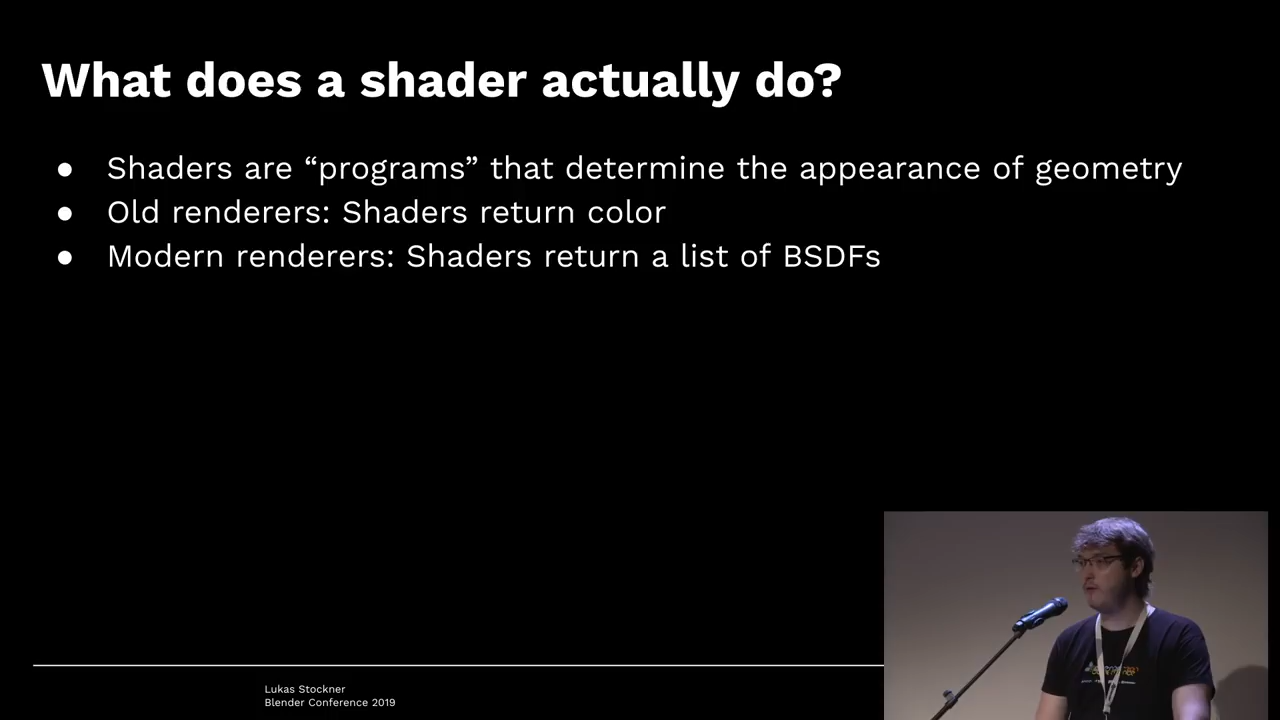 What does a shader actually do?
● Shaders are “programs” that determine the appearance of geometry
● Old renderers: Shaders return color
● Modern renderers: Shaders return a list of BSDFs
Lukas Stockner
Blender Conference 2019